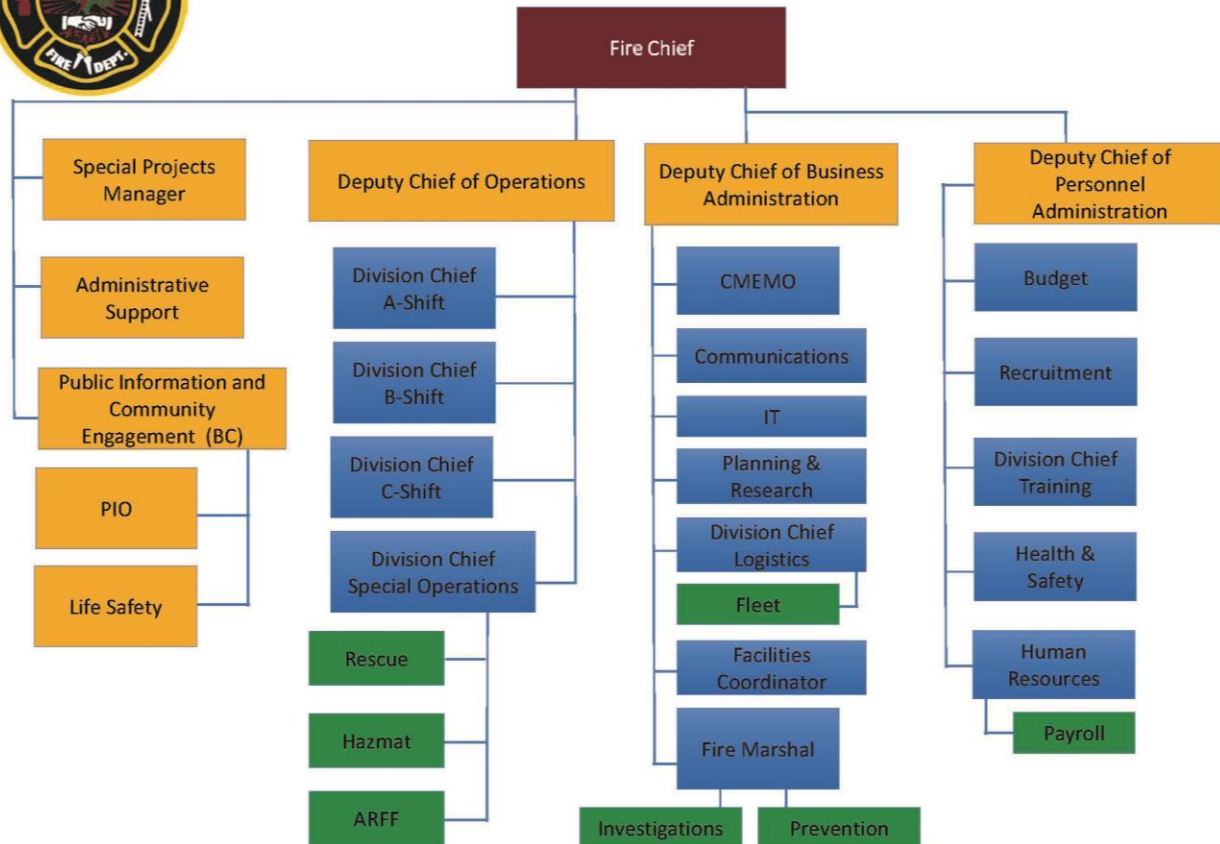 FIRE DEPT.
Fire Chief
Special Projects
Manager
Administrative
Support
Public Information and
Community
Engagement (BC)
PIO
Life Safety
Deputy Chief of Operations
Division Chief
A-Shift
Division Chief
B-Shift
Division Chief
C-Shift
Division Chief
Special Operations
Rescue
Hazmat
ARFF
Deputy Chief of Business
Administration
CMEMO
Communications
IT
Planning &
Research
Division Chief
Logistics
Fleet
Facilities
Coordinator
Fire Marshal
Investigations
Prevention
Deputy Chief of
Personnel
Administration
Budget
Recruitment
Division Chief
Training
Health &
Safety
Human
Resources
Payroll